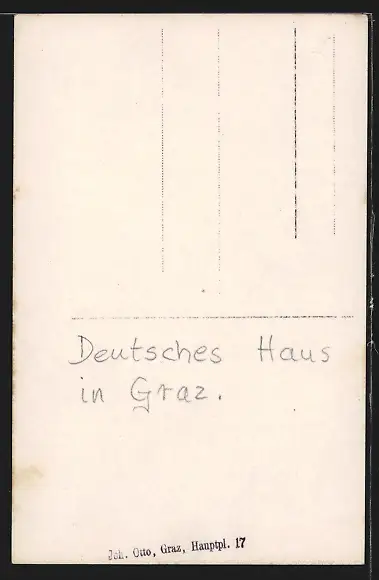 Deutsches Haus
in Graz.
Joh. Otto, Graz, Hauptpl. 17